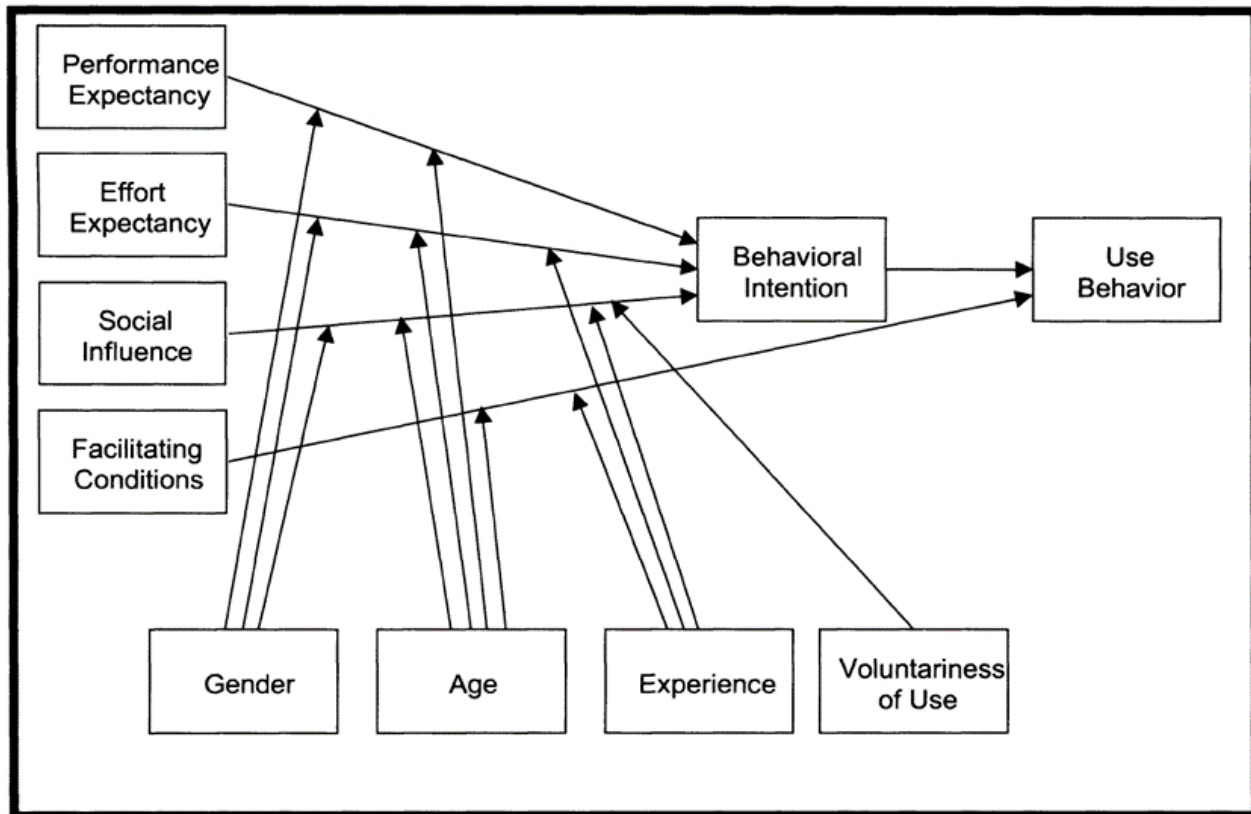 Performance
Expectancy
Effort
Expectancy
Social
Influence
Facilitating
Conditions
Behavioral
Intention
Use
Behavior
Gender
Age
Experience
Voluntariness
of Use